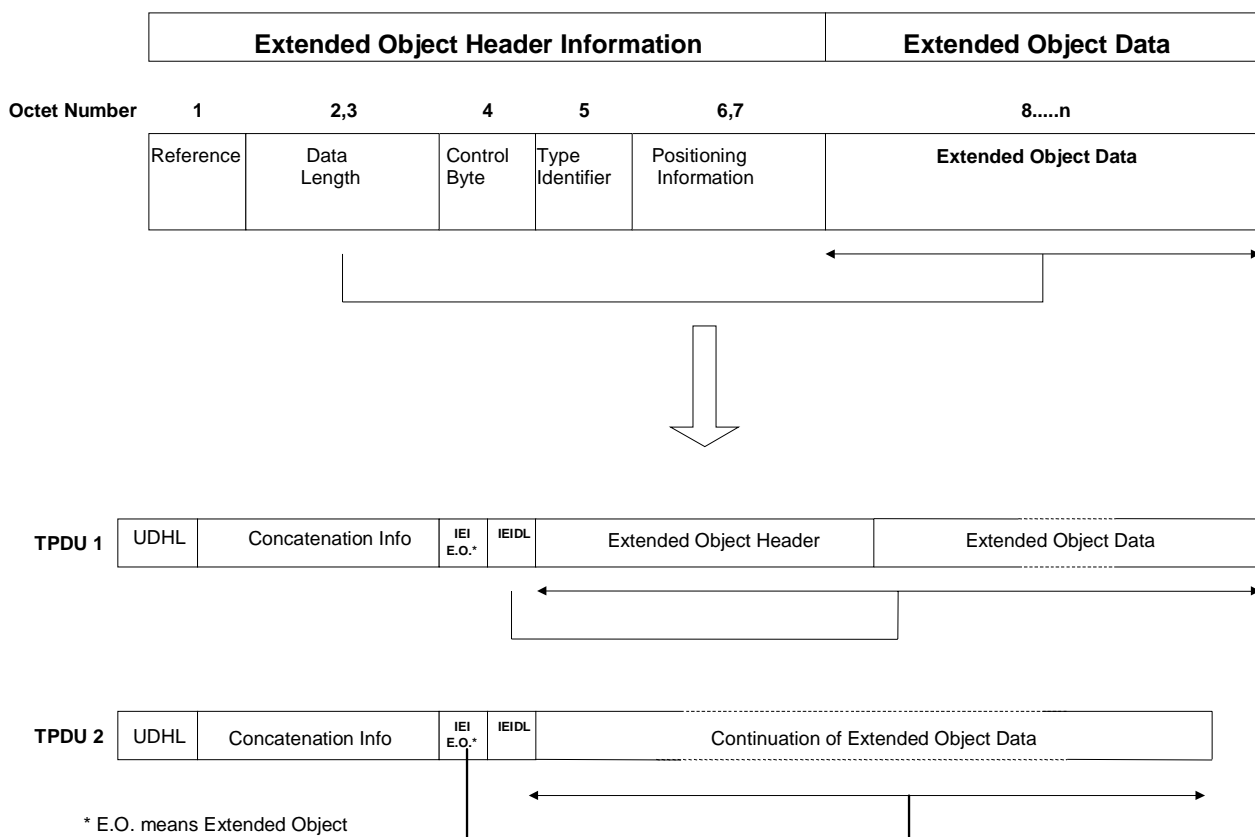 Extended Object Header Information Extended Object Data
Octet Number 1 2,3 4 5 6,7 8.....n
Reference Data Control Type Positioning Extended Object Data
Length Byte Identifier Information
TPDU 1 UDHL Concatenation Info IEI IEIDL Extended Object Header Extended Object Data
E.O.*
TPDU 2 UDHL Concatenation Info IEI IEIDL Continuation of Extended Object Data
E.O.*
* E.O. means Extended Object